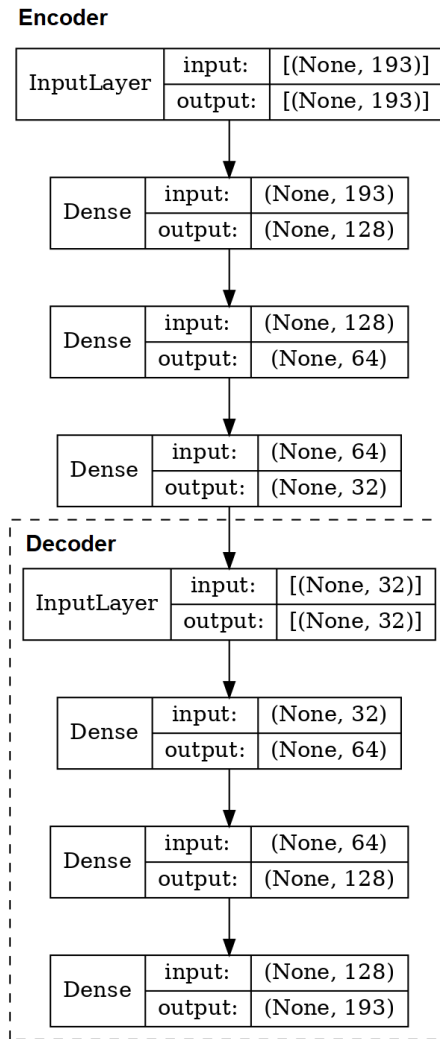 Encoder
InputLayer
input: [(None, 193)]
output: [(None, 193)]
Dense
input: (None, 193)
output: (None, 128)
Dense
input: (None, 128)
output: (None, 64)
Dense
input: (None, 64)
output: (None, 32)
Decoder
InputLayer
input: [(None, 32)]
output: [(None, 32)]
Dense
input: (None, 32)
output: (None, 64)
Dense
input: (None, 64)
output: (None, 128)
Dense
input: (None, 128)
output: (None, 193)